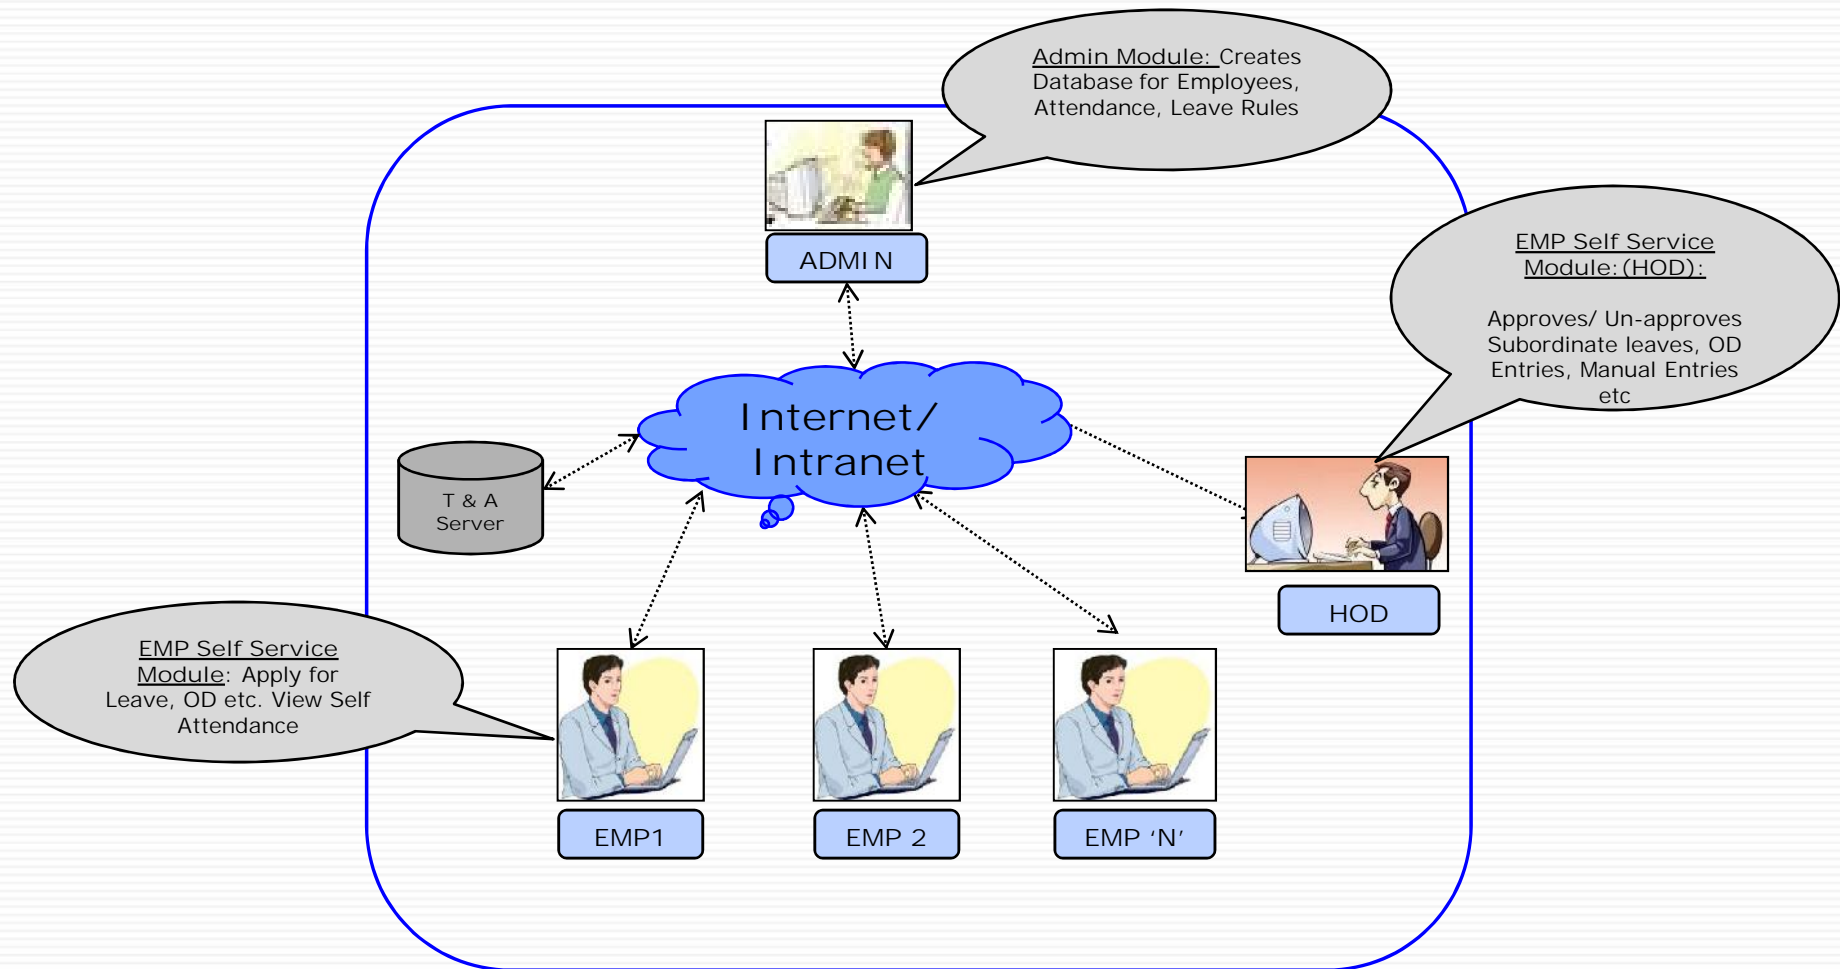 Admin Module: Creates
Database for Employees,
Attendance, Leave Rules
ADMIN
EMP Self Service
Module:(HOD):
Approves/ Un-approves
Subordinate leaves, OD
Entries, Manual Entries
etc
Internet/
Intranet
T & A
Server
HOD
EMP Self Service
Module: Apply for
Leave, OD etc. View Self
Attendance
EMP1
EMP 2
EMP ‘N’